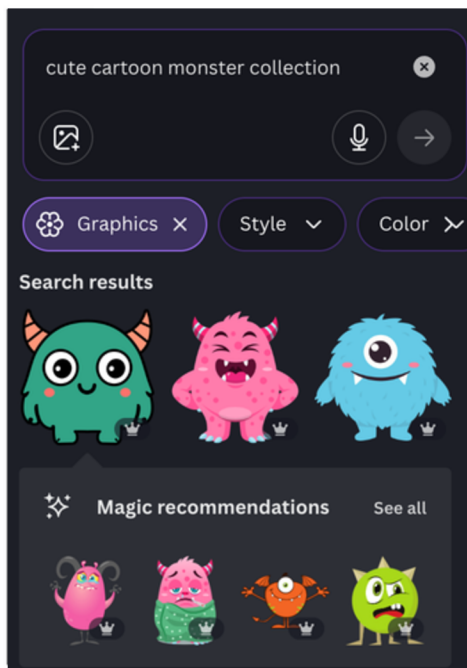 cute cartoon monster collection
Graphics Style Color
Search results
Magic recommendations See all